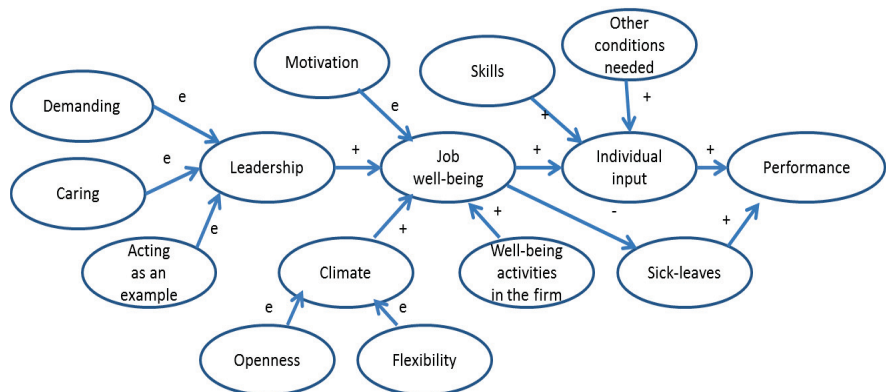 Other
conditions
needed
Motivation
Skills
Demanding
e
e
+
+
e
+
+
+
Caring
Leadership
Job
well-being
Individual
input
Performance
-
+
+
+
e
Acting
as an
example
Climate
Well-being
activities
in the firm
Sick-leaves
e
e
Openness
Flexibility